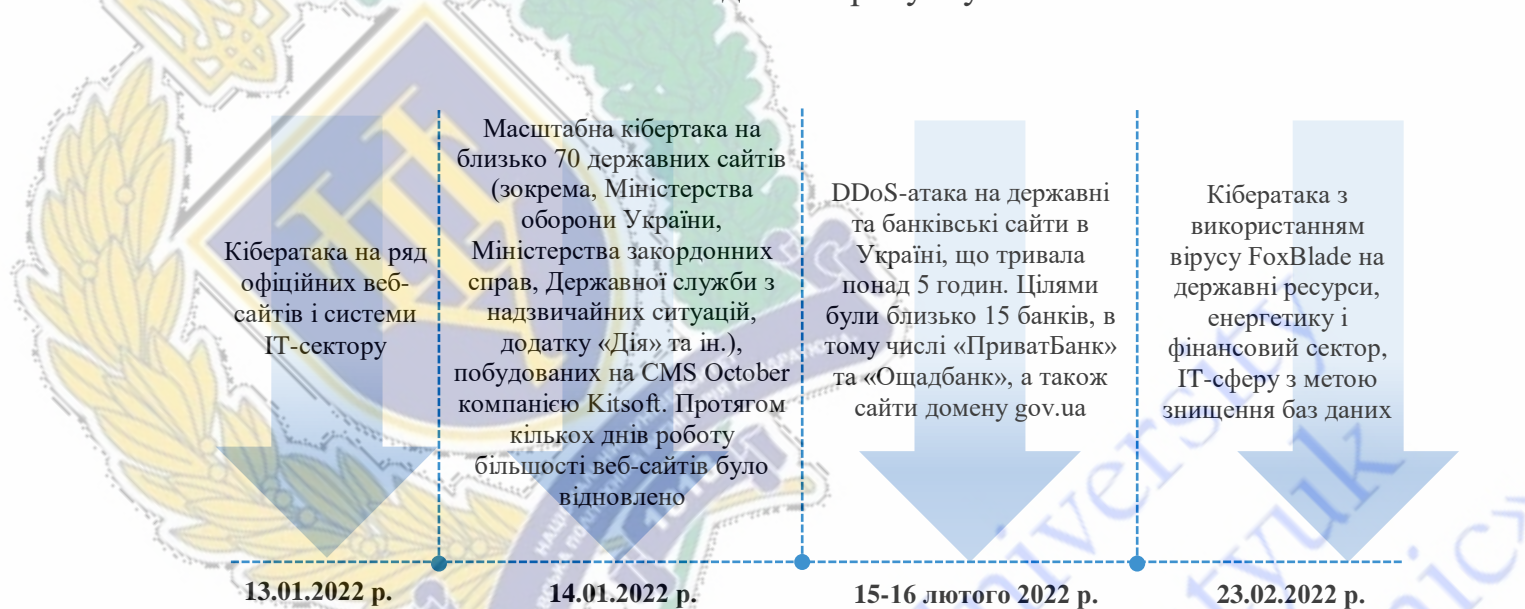 Кібератака на ряд
офіційних веб-
сайтів і системи
ІТ-сектору
Масштабна кібертака на
близько 70 державних сайтів
(зокрема, Міністерства
оборони України,
Міністерства закордонних
справ, Державної служби з
надзвичайних ситуацій,
додатку «Дія» та ін.),
побудованих на CMS October
компанією Kitsoft. Протягом
кількох днів роботу
більшості веб-сайтів було
відновлено
DDoS-атака на державні
та банківські сайти в
Україні, що тривала
понад 5 годин. Цілями
були близько 15 банків, в
тому числі «ПриватБанк»
та «Ощадбанк», а також
сайти домену gov.ua
Кібератака з
використанням
вірусу FoxBlade на
державні ресурси,
енергетику і
фінансовий сектор,
ІТ-сферу з метою
знищення баз даних
13.01.2022 р.
14.01.2022 р.
15-16 лютого 2022 р.
23.02.2022 р.